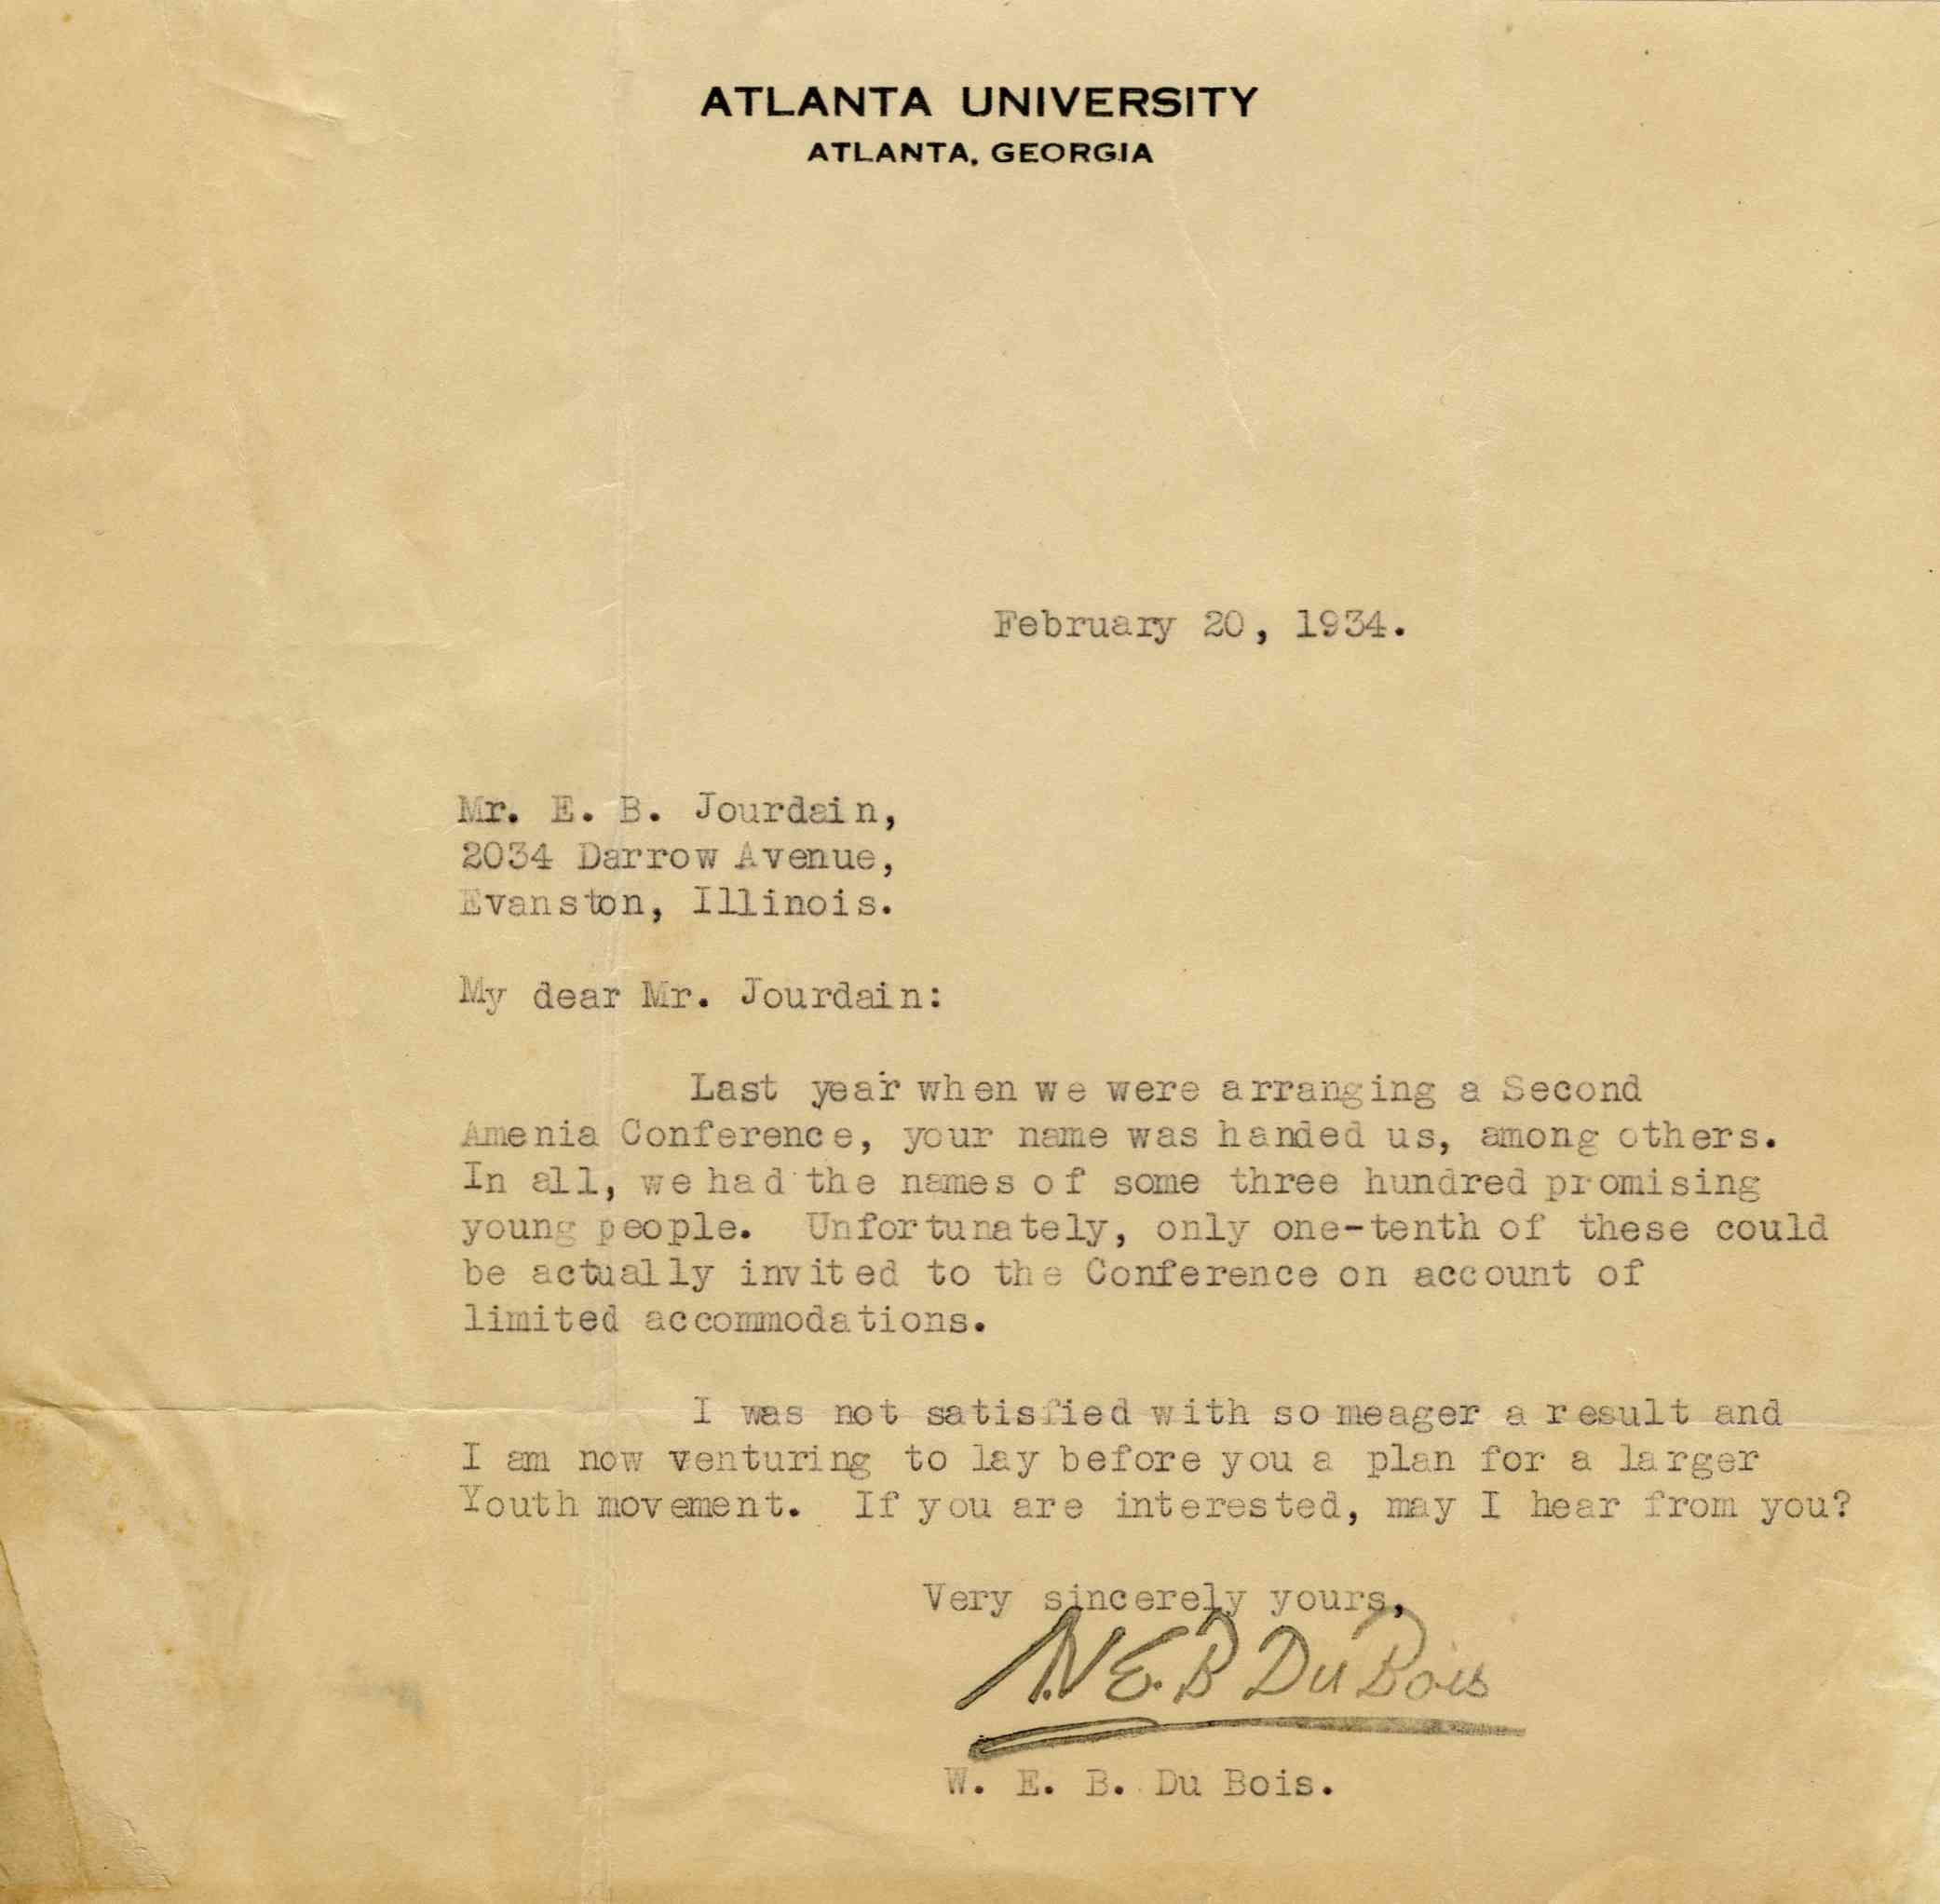 ATLANTA UNIVERSITY
ATLANTA, GEORGIA
February 20, 1934.
Mr. E. B. Jourdain,
2034 Darrow Avenue,
Evanston, Illinois.
My dear Mr. Jourdain:
Last year when we were arranging a Second
Amenia Conference, your name was handed us, among others.
In all, we had the names of some three hundred promising
young people. Unfortunately, only one-tenth of these could
be actually invited to the Conference on account of
limited accommodations.
I was not satisfied with so meager a result and
I am now venturing to lay before you a plan for a larger
Youth movement. If you are interested, may I hear from you?
Very sincerely yours,
W.E.B Du Bois
W. E. B. Du Bois.